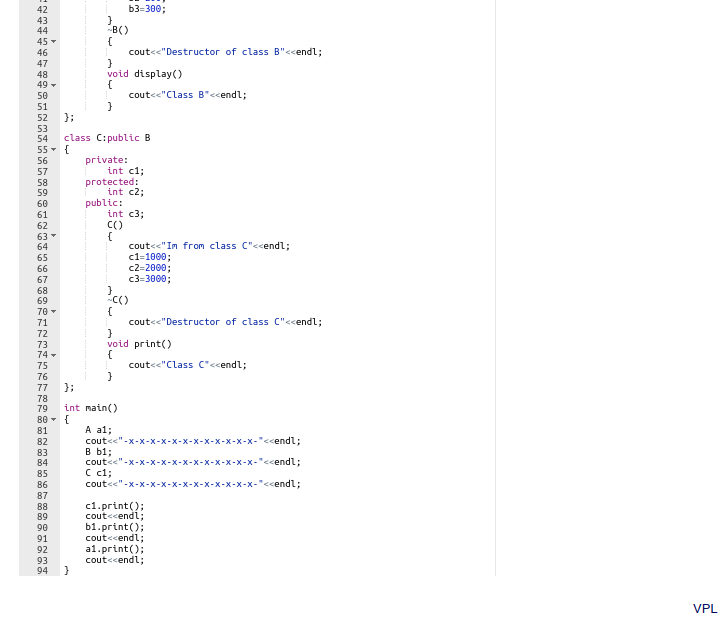 42 b3=300;
43 }
44 ~B()
45 {
46 cout<<"Destructor of class B"<<endl;
47 }
48 void display()
49 {
50 cout<<"Class B"<<endl;
51 }
52 };
53
54 class C:public B
55 {
56 private:
57 int c1;
58 protected:
59 int c2;
60 public:
61 int c3;
62 C()
63 {
64 cout<<"Im from class C"<<endl;
65 c1=1000;
66 c2=2000;
67 c3=3000;
68 }
69 ~C()
70 {
71 cout<<"Destructor of class C"<<endl;
72 }
73 void print()
74 {
75 cout<<"Class C"<<endl;
76 }
77 };
78
79 int main()
80 {
81 A a1;
82 cout<<"-x-x-x-x-x-x-x-x-x-x-x-x-"<<endl;
83 B b1;
84 cout<<"-x-x-x-x-x-x-x-x-x-x-x-x-"<<endl;
85 C c1;
86 cout<<"-x-x-x-x-x-x-x-x-x-x-x-x-"<<endl;
87
88 c1.print();
89 cout<<endl;
90 b1.print();
91 cout<<endl;
92 a1.print();
93 cout<<endl;
94 }
VPL